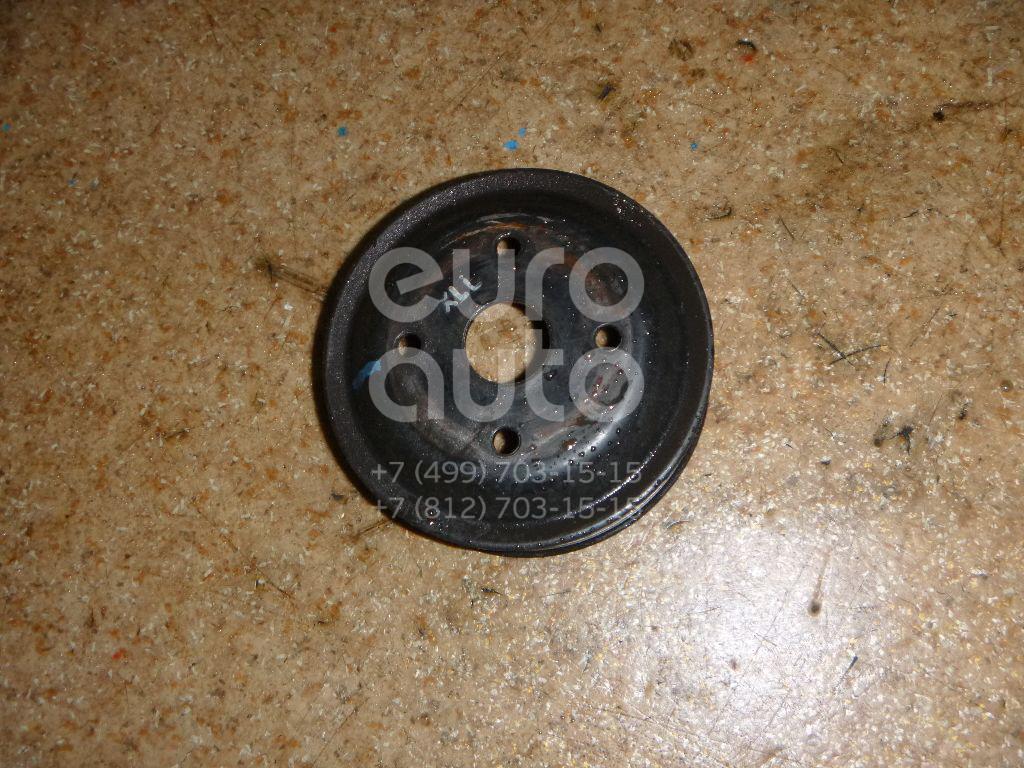 euro
auto
+7 (499) 703-15-15
+7 (812) 703-15-15